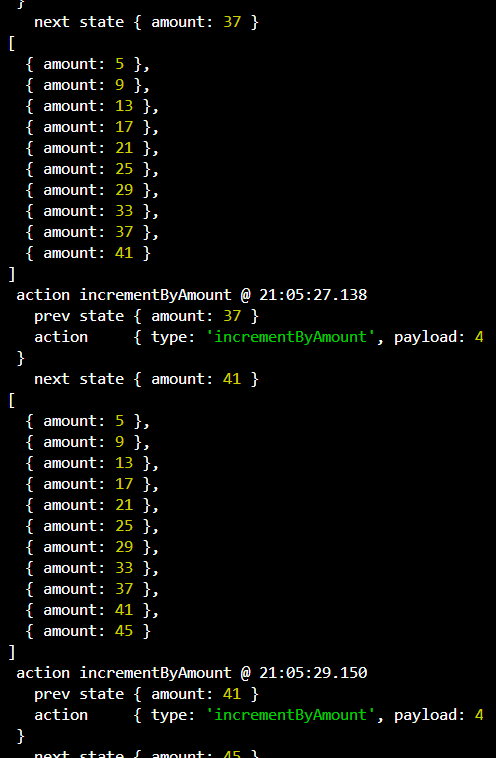 }
next state { amount: 37 }
[
{ amount: 5 },
{ amount: 9 },
{ amount: 13 },
{ amount: 17 },
{ amount: 21 },
{ amount: 25 },
{ amount: 29 },
{ amount: 33 },
{ amount: 37 },
{ amount: 41 }
]
action incrementByAmount @ 21:05:27.138
prev state { amount: 37 }
action     { type: 'incrementByAmount', payload: 4
}
next state { amount: 41 }
[
{ amount: 5 },
{ amount: 9 },
{ amount: 13 },
{ amount: 17 },
{ amount: 21 },
{ amount: 25 },
{ amount: 29 },
{ amount: 33 },
{ amount: 37 },
{ amount: 41 },
{ amount: 45 }
]
action incrementByAmount @ 21:05:29.150
prev state { amount: 41 }
action     { type: 'incrementByAmount', payload: 4
}
next state { amount: 45 }